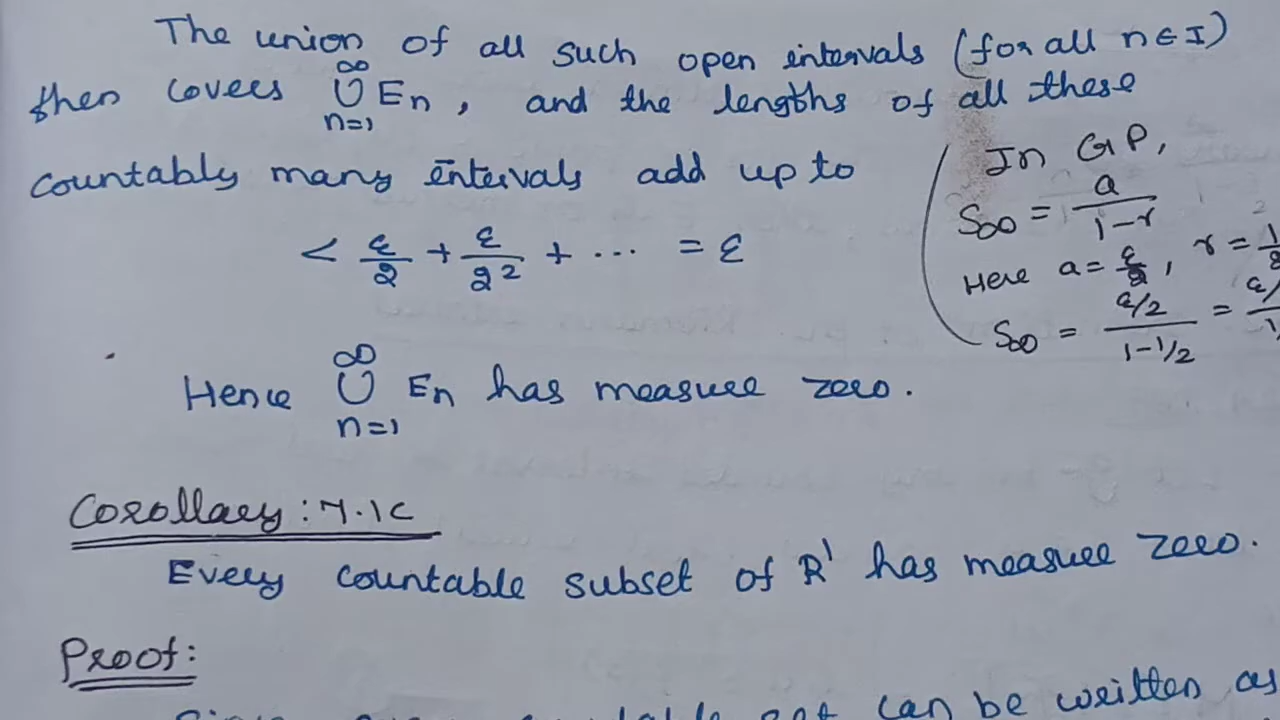 The union of all such open intervals (for all n ∈ I)
then covers ∞ ∪ n=1 En, and the lengths of all these
countably many intervals add up to
< ε/2 + ε/2² + ... = ε
In GP,
S∞ = a/1-r
Here a = ε/2, r = 1/2
S∞ = ε/2 / 1-1/2 = ε/
Hence ∞ ∪ n=1 En has measure zero.
Corollary: 7.1C
Every countable subset of R¹ has measure zero.
Proof:
can be written as